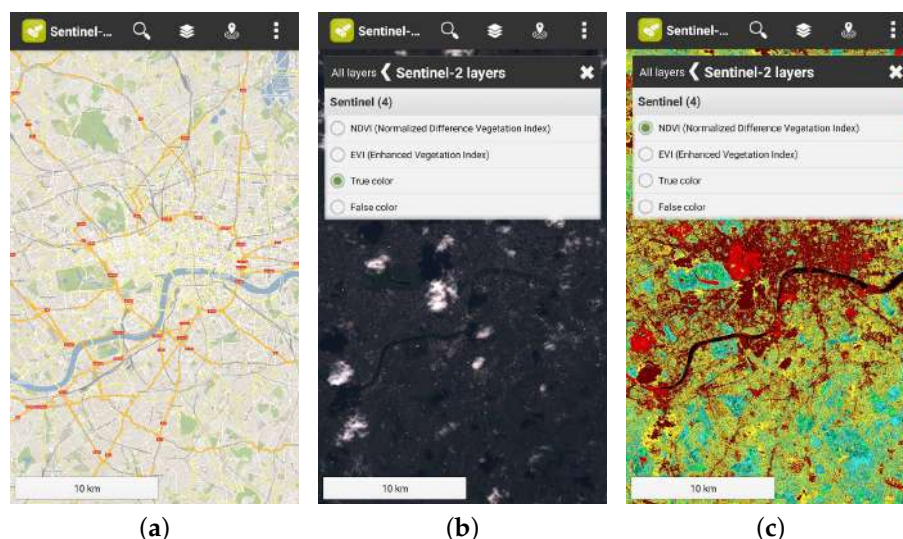 Sentinel-...
10 km
(a)
Sentinel-...
All layers ❮ Sentinel-2 layers ✖
Sentinel (4)
NDVI (Normalized Difference Vegetation Index)
EVI (Enhanced Vegetation Index)
True color
False color
10 km
(b)
Sentinel-...
All layers ❮ Sentinel-2 layers ✖
Sentinel (4)
NDVI (Normalized Difference Vegetation Index)
EVI (Enhanced Vegetation Index)
True color
False color
10 km
(c)